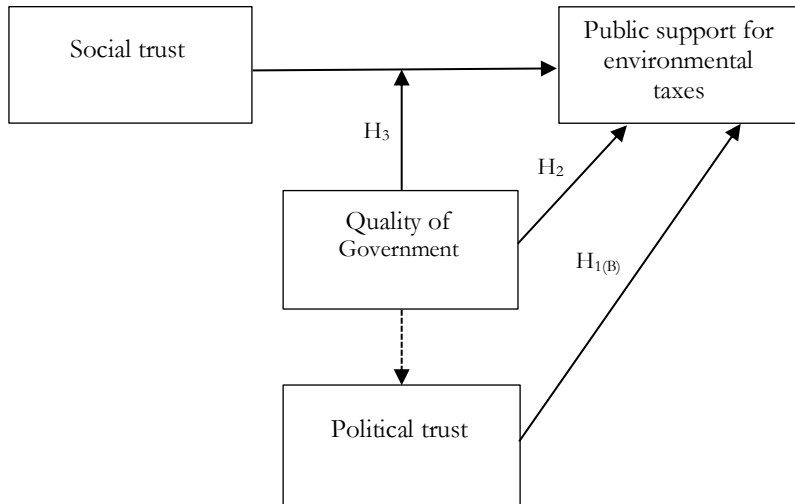 Social trust
Public support for
environmental
taxes
H3
H2
Quality of
Government
H1(B)
Political trust